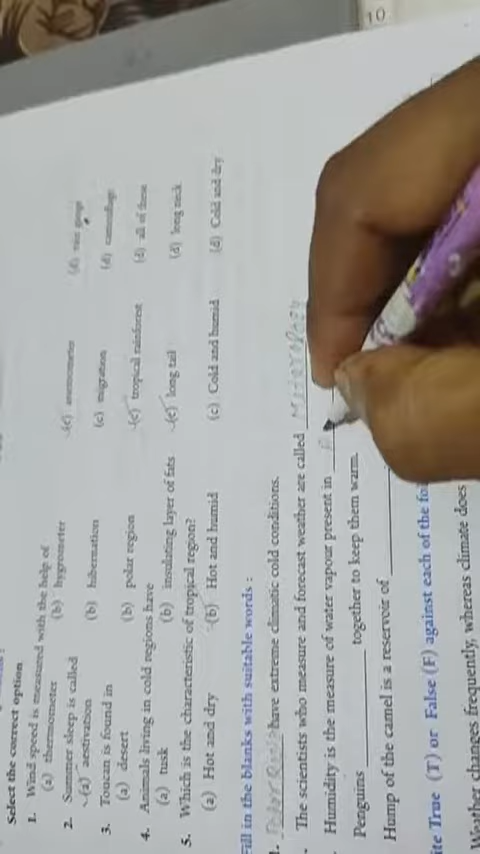 10
Select the correct option
1. Wind speed is measured with the help of
(a) thermometer (b) hygrometer (c) anemometer (d) rain gauge
2. Summer sleep is called
(a) aestivation (b) hibernation (c) migration (d) camouflage
3. Toucan is found in
(a) desert (b) polar region (c) tropical rainforest (d) all of these
4. Animals living in cold regions have
(a) tusk (b) insulating layer of fats (c) long tail (d) long neck
5. Which is the characteristic of tropical region?
(a) Hot and dry (b) Hot and humid (c) Cold and humid (d) Cold and dry
Fill in the blanks with suitable words :
1. Polar have extreme climatic cold conditions.
The scientists who measure and forecast weather are called
Humidity is the measure of water vapour present in
Penguins together to keep them warm.
Hump of the camel is a reservoir of
ite True (T) or False (F) against each of the fo
Weather changes frequently, whereas climate does